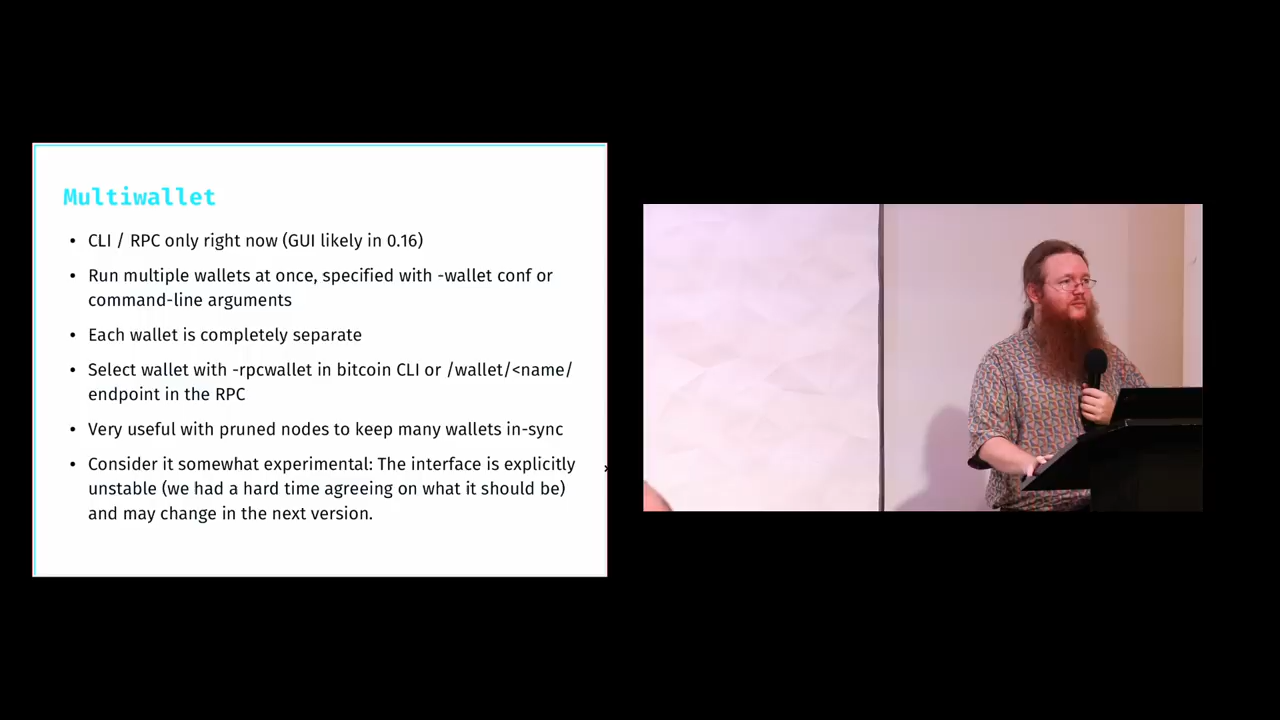 Multiwallet
• CLI / RPC only right now (GUI likely in 0.16)
• Run multiple wallets at once, specified with -wallet conf or
command-line arguments
• Each wallet is completely separate
• Select wallet with -rpcwallet in bitcoin CLI or /wallet/<name/
endpoint in the RPC
• Very useful with pruned nodes to keep many wallets in-sync
• Consider it somewhat experimental: The interface is explicitly
unstable (we had a hard time agreeing on what it should be)
and may change in the next version.